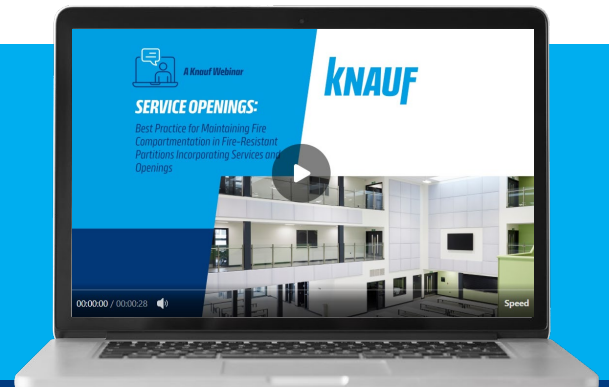 A Knauf Webinar
KNAUF
SERVICE OPENINGS:
Best Practice for Maintaining Fire
Compartmentation in Fire-Resistant
Partitions Incorporating Services and
Openings
00:00:00 / 00:00:28
Speed